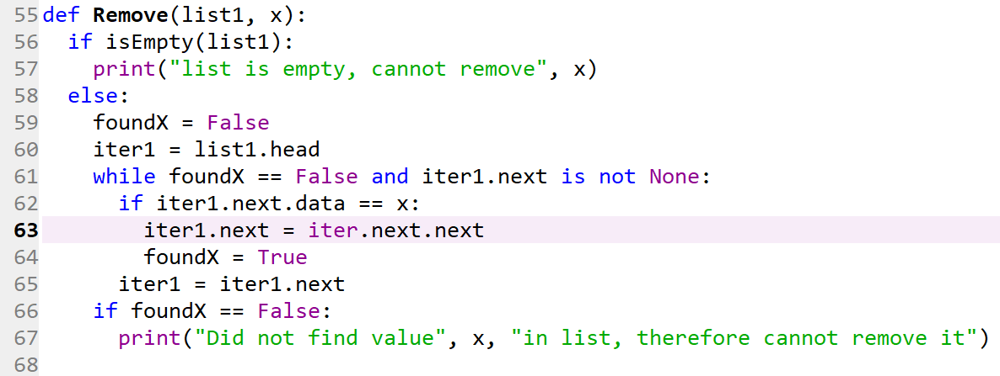 55 def Remove(list1, x):
56   if isEmpty(list1):
57     print("list is empty, cannot remove", x)
58   else:
59     foundX = False
60     iter1 = list1.head
61     while foundX == False and iter1.next is not None:
62       if iter1.next.data == x:
63         iter1.next = iter.next.next
64         foundX = True
65       iter1 = iter1.next
66     if foundX == False:
67       print("Did not find value", x, "in list, therefore cannot remove it")
68